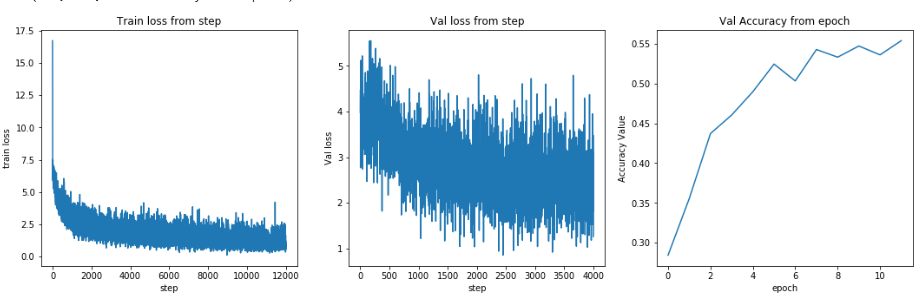 Train loss from step
17.5
15.0
12.5
10.0
7.5
5.0
2.5
0.0
train loss
0 2000 4000 6000 8000 10000 12000
step
Val loss from step
5
4
3
2
1
Val loss
0 500 1000 1500 2000 2500 3000 3500 4000
step
Val Accuracy from epoch
0.55
0.50
0.45
0.40
0.35
0.30
Accuracy Value
0 2 4 6 8 10
epoch